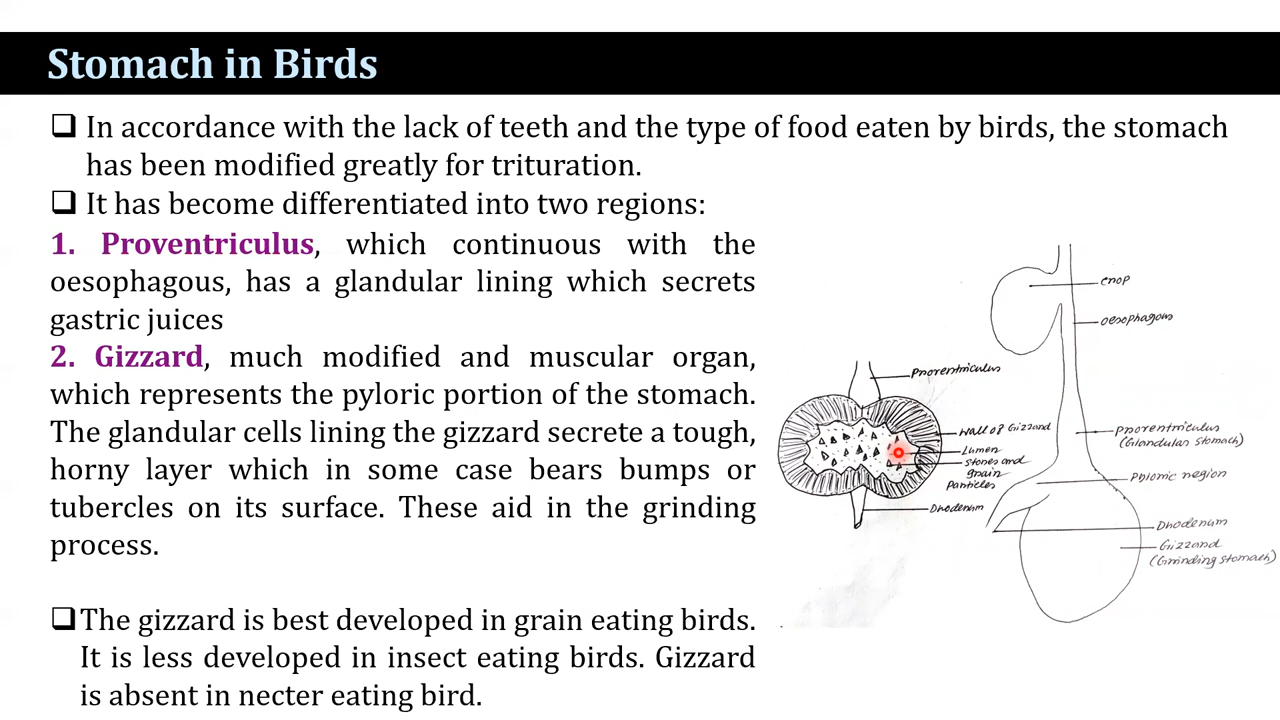 Stomach in Birds
❑ In accordance with the lack of teeth and the type of food eaten by birds, the stomach
has been modified greatly for trituration.
❑ It has become differentiated into two regions:
1. Proventriculus, which continuous with the
oesophagous, has a glandular lining which secrets
gastric juices
2. Gizzard, much modified and muscular organ,
which represents the pyloric portion of the stomach.
The glandular cells lining the gizzard secrete a tough,
horny layer which in some case bears bumps or
tubercles on its surface. These aid in the grinding
process.
❑ The gizzard is best developed in grain eating birds.
It is less developed in insect eating birds. Gizzard
is absent in necter eating bird.
Proventriculus
Wall of Gizzard
Lumen
Stones and
grain
Particles
Dhodenum
crop
oesophagous
Proventriculus
(Glandular stomach)
Phloric region
Dhodenum
Gizzard
(Grinding stomach)